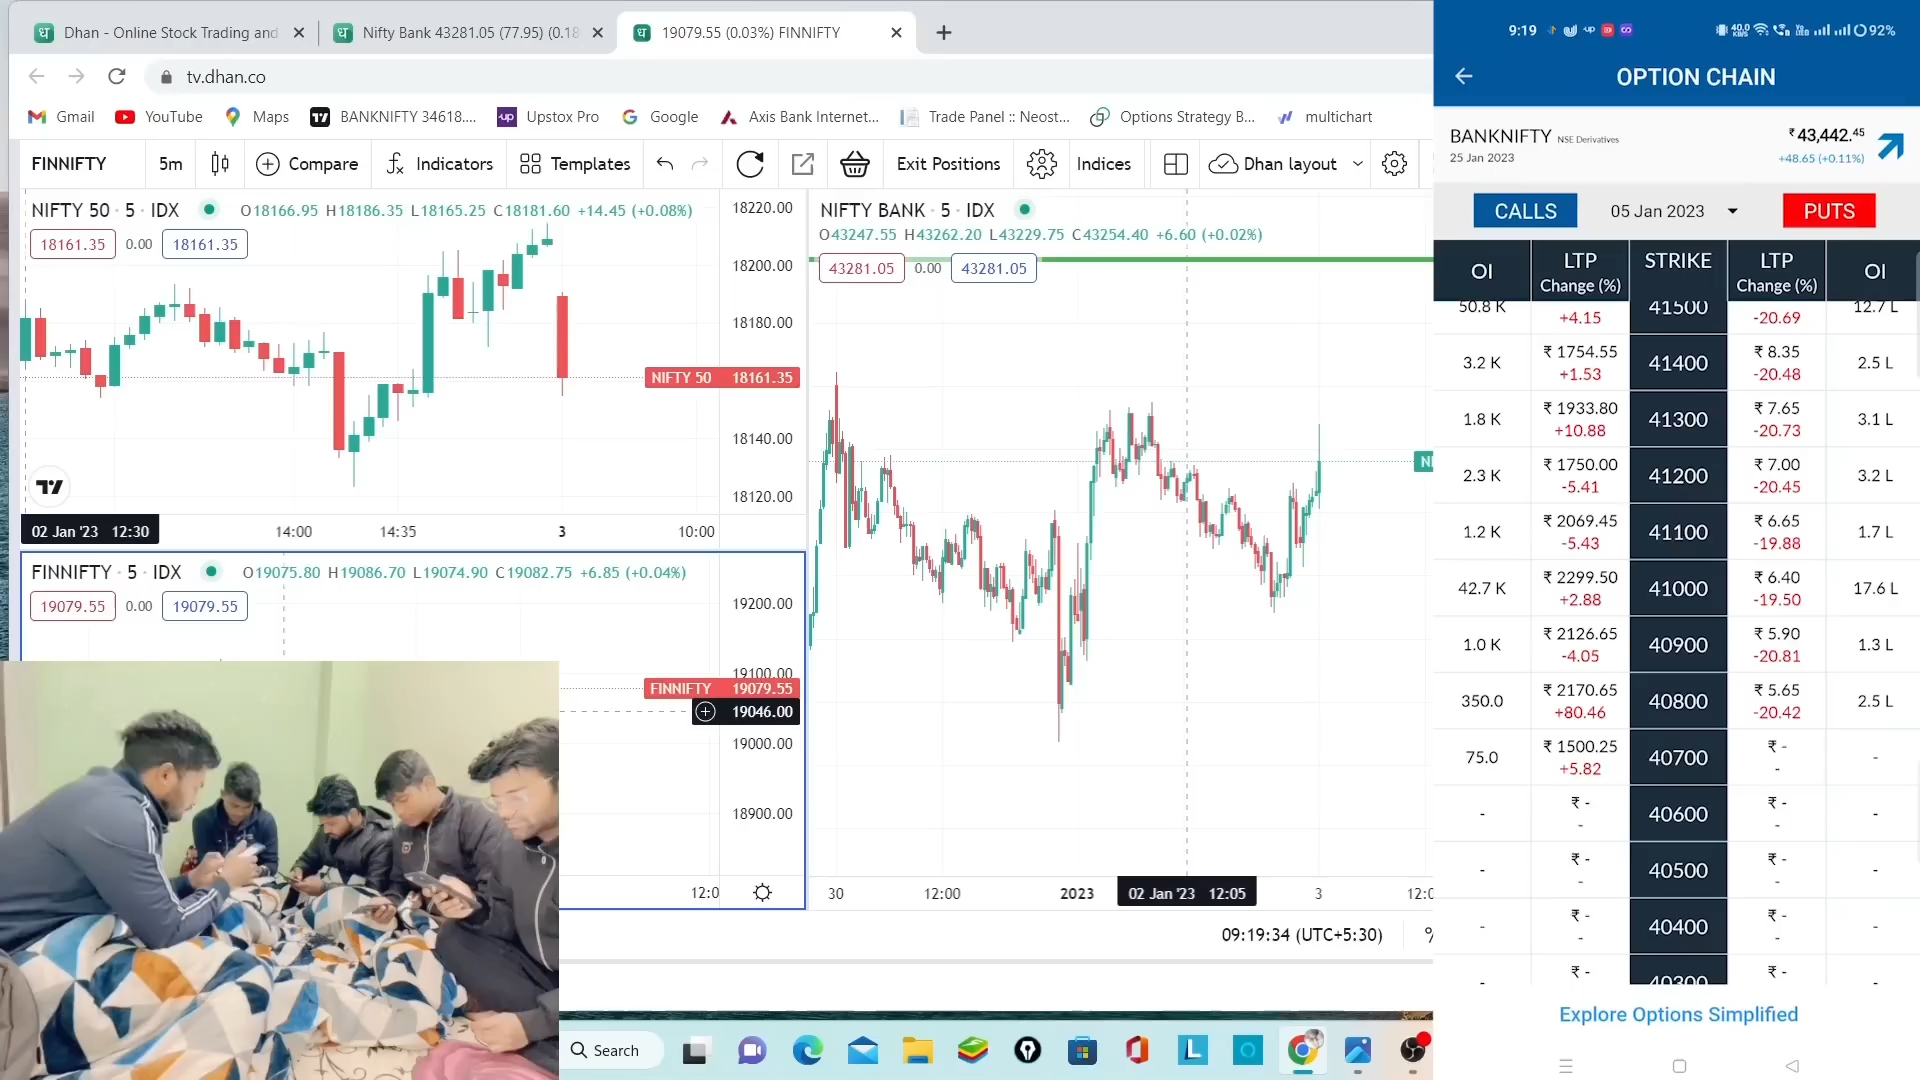 Dhan - Online Stock Trading and
Nifty Bank 43281.05 (77.95) (0.18
19079.55 (0.03%) FINNIFTY
tv.dhan.co
Gmail
YouTube
Maps
BANKNIFTY 34618....
Upstox Pro
Google
Axis Bank Internet...
Trade Panel :: Neost...
Options Strategy B...
multichart
FINNIFTY
5m
Compare
Indicators
Templates
Exit Positions
Indices
Dhan layout
NIFTY 50 · 5 · IDX
O18166.95 H18186.35 L18165.25 C18181.60 +14.45 (+0.08%)
18161.35 0.00 18161.35
18220.00
18200.00
18180.00
NIFTY 50 18161.35
18140.00
18120.00
02 Jan '23 12:30
14:00
14:35
3
10:00
FINNIFTY · 5 · IDX
O19075.80 H19086.70 L19074.90 C19082.75 +6.85 (+0.04%)
19079.55 0.00 19079.55
19200.00
19100.00
FINNIFTY 19079.55
19046.00
19000.00
18900.00
12:0
NIFTY BANK · 5 · IDX
O43247.55 H43262.20 L43229.75 C43254.40 +6.60 (+0.02%)
43281.05 0.00 43281.05
NI
30
12:00
2023
02 Jan '23 12:05
3
12:0
09:19:34 (UTC+5:30)
%
Search
9:19
92%
OPTION CHAIN
BANKNIFTY NSE Derivatives
25 Jan 2023
₹ 43,442.45
+48.65 (+0.11%)
CALLS
05 Jan 2023
PUTS
OI
LTP
Change (%)
STRIKE
LTP
Change (%)
OI
50.8 K +4.15 41500 -20.69 12.7 L
3.2 K ₹ 1754.55 +1.53 41400 ₹ 8.35 -20.48 2.5 L
1.8 K ₹ 1933.80 +10.88 41300 ₹ 7.65 -20.73 3.1 L
2.3 K ₹ 1750.00 -5.41 41200 ₹ 7.00 -20.45 3.2 L
1.2 K ₹ 2069.45 -5.43 41100 ₹ 6.65 -19.88 1.7 L
42.7 K ₹ 2299.50 +2.88 41000 ₹ 6.40 -19.50 17.6 L
1.0 K ₹ 2126.65 -4.05 40900 ₹ 5.90 -20.81 1.3 L
350.0 ₹ 2170.65 +80.46 40800 ₹ 5.65 -20.42 2.5 L
75.0 ₹ 1500.25 +5.82 40700 ₹ - - -
- ₹ - - 40600 ₹ - - -
- ₹ - - 40500 ₹ - - -
- ₹ - - 40400 ₹ - - -
- ₹ - 40300 ₹ - -
Explore Options Simplified